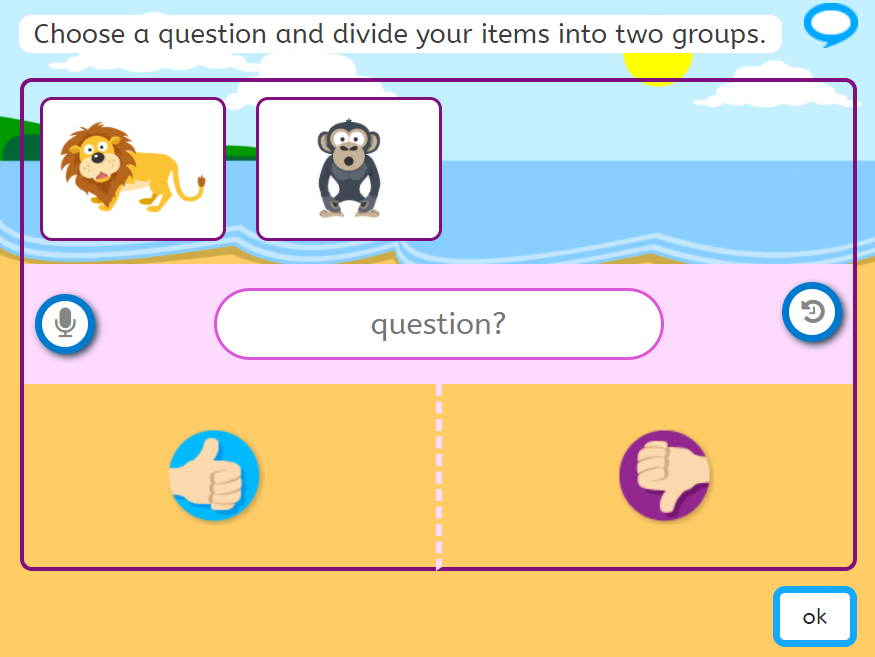 Choose a question and divide your items into two groups.
question?
ok